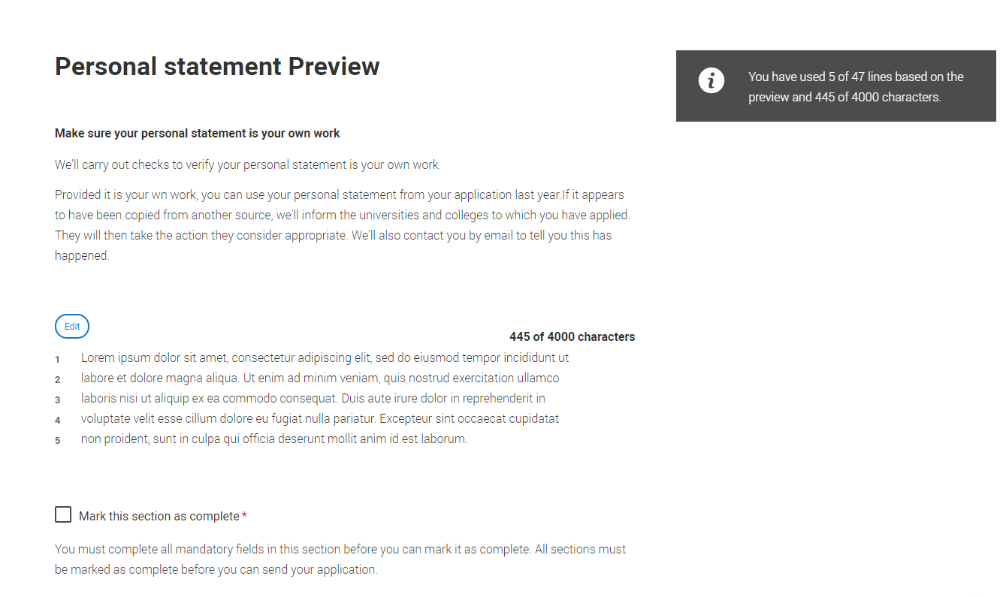 Personal statement Preview
You have used 5 of 47 lines based on the
preview and 445 of 4000 characters.
Make sure your personal statement is your own work
We'll carry out checks to verify your personal statement is your own work.
Provided it is your wn work, you can use your personal statement from your application last year.If it appears
to have been copied from another source, we'll inform the universities and colleges to which you have applied.
They will then take the action they consider appropriate. We'll also contact you by email to tell you this has
happened.
Edit
445 of 4000 characters
1 Lorem ipsum dolor sit amet, consectetur adipiscing elit, sed do eiusmod tempor incididunt ut
2 labore et dolore magna aliqua. Ut enim ad minim veniam, quis nostrud exercitation ullamco
3 laboris nisi ut aliquip ex ea commodo consequat. Duis aute irure dolor in reprehenderit in
4 voluptate velit esse cillum dolore eu fugiat nulla pariatur. Excepteur sint occaecat cupidatat
5 non proident, sunt in culpa qui officia deserunt mollit anim id est laborum.
Mark this section as complete *
You must complete all mandatory fields in this section before you can mark it as complete. All sections must
be marked as complete before you can send your application.